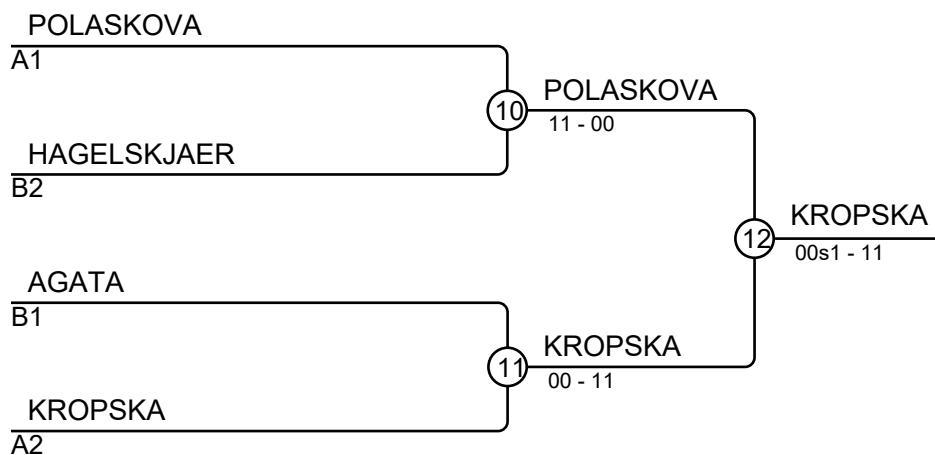 POLASKOVA
A1
10
POLASKOVA
11 - 00
HAGELSKJAER
B2
12
KROPSKA
00s1 - 11
AGATA
B1
11
KROPSKA
00 - 11
KROPSKA
A2